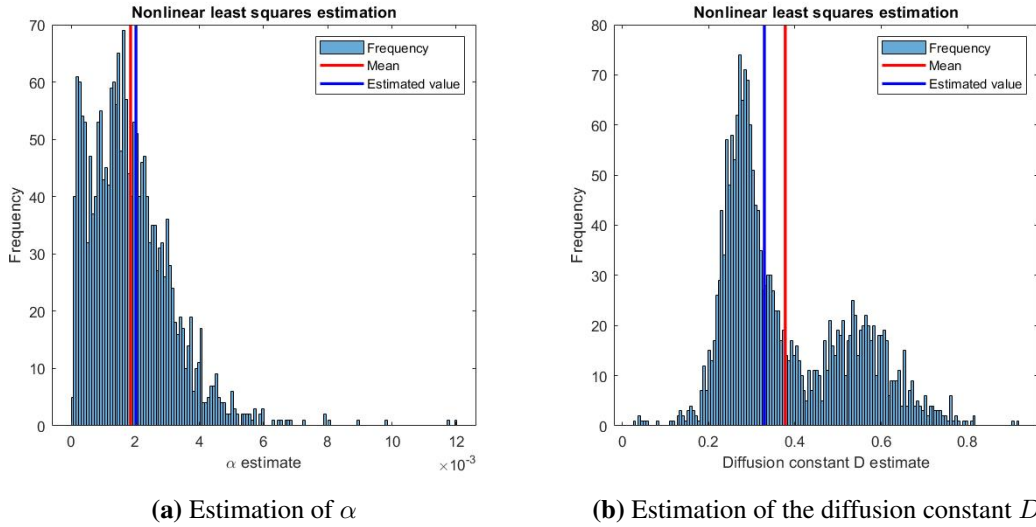 Nonlinear least squares estimation
70
60
50
40
30
20
10
0
Frequency
Frequency
Mean
Estimated value
0
2
4
6
8
10
12
×10⁻³
α estimate
(a) Estimation of α
Nonlinear least squares estimation
80
70
60
50
40
30
20
10
0
Frequency
Frequency
Mean
Estimated value
0
0.2
0.4
0.6
0.8
Diffusion constant D estimate
(b) Estimation of the diffusion constant D